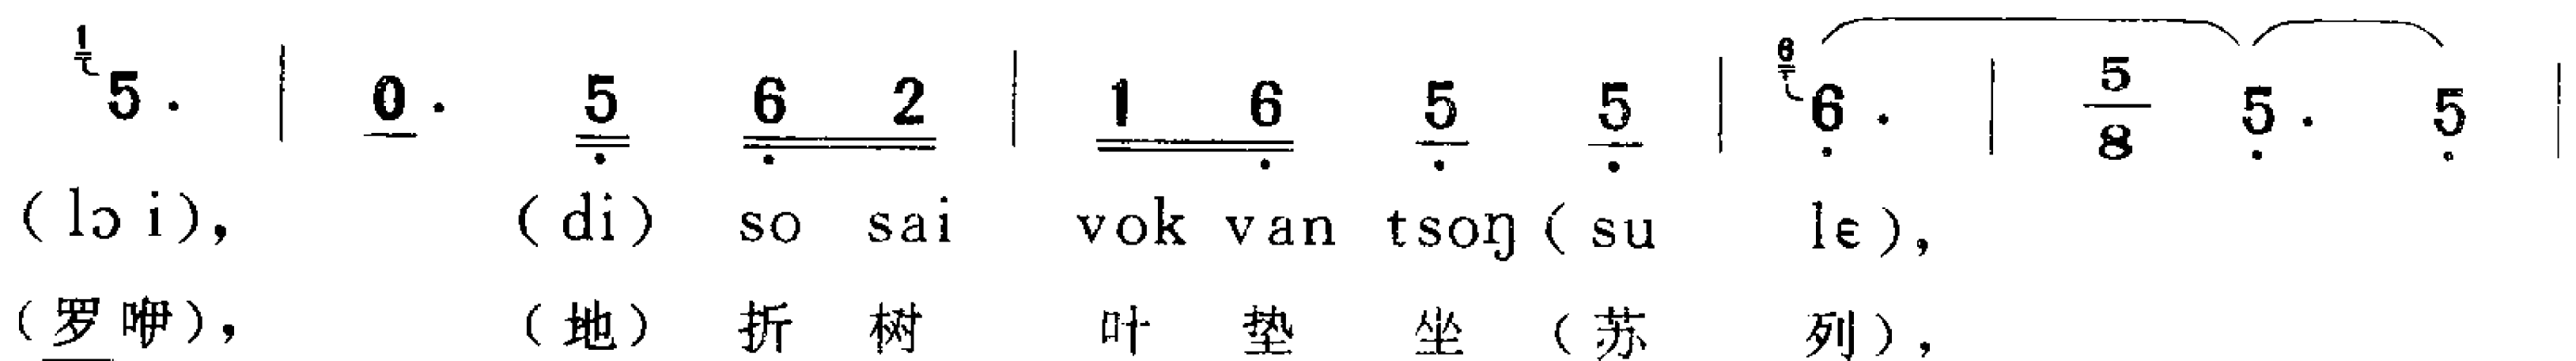 1 5. | 0. 5 6 2 | 1 6 5 5 | 6 6. | 5/8 5. 5 |
(lɔi), (di) so sai vok van tsoŋ (su lɛ),
(罗咿), (地) 折 树 叶 垫 坐 (苏 列),